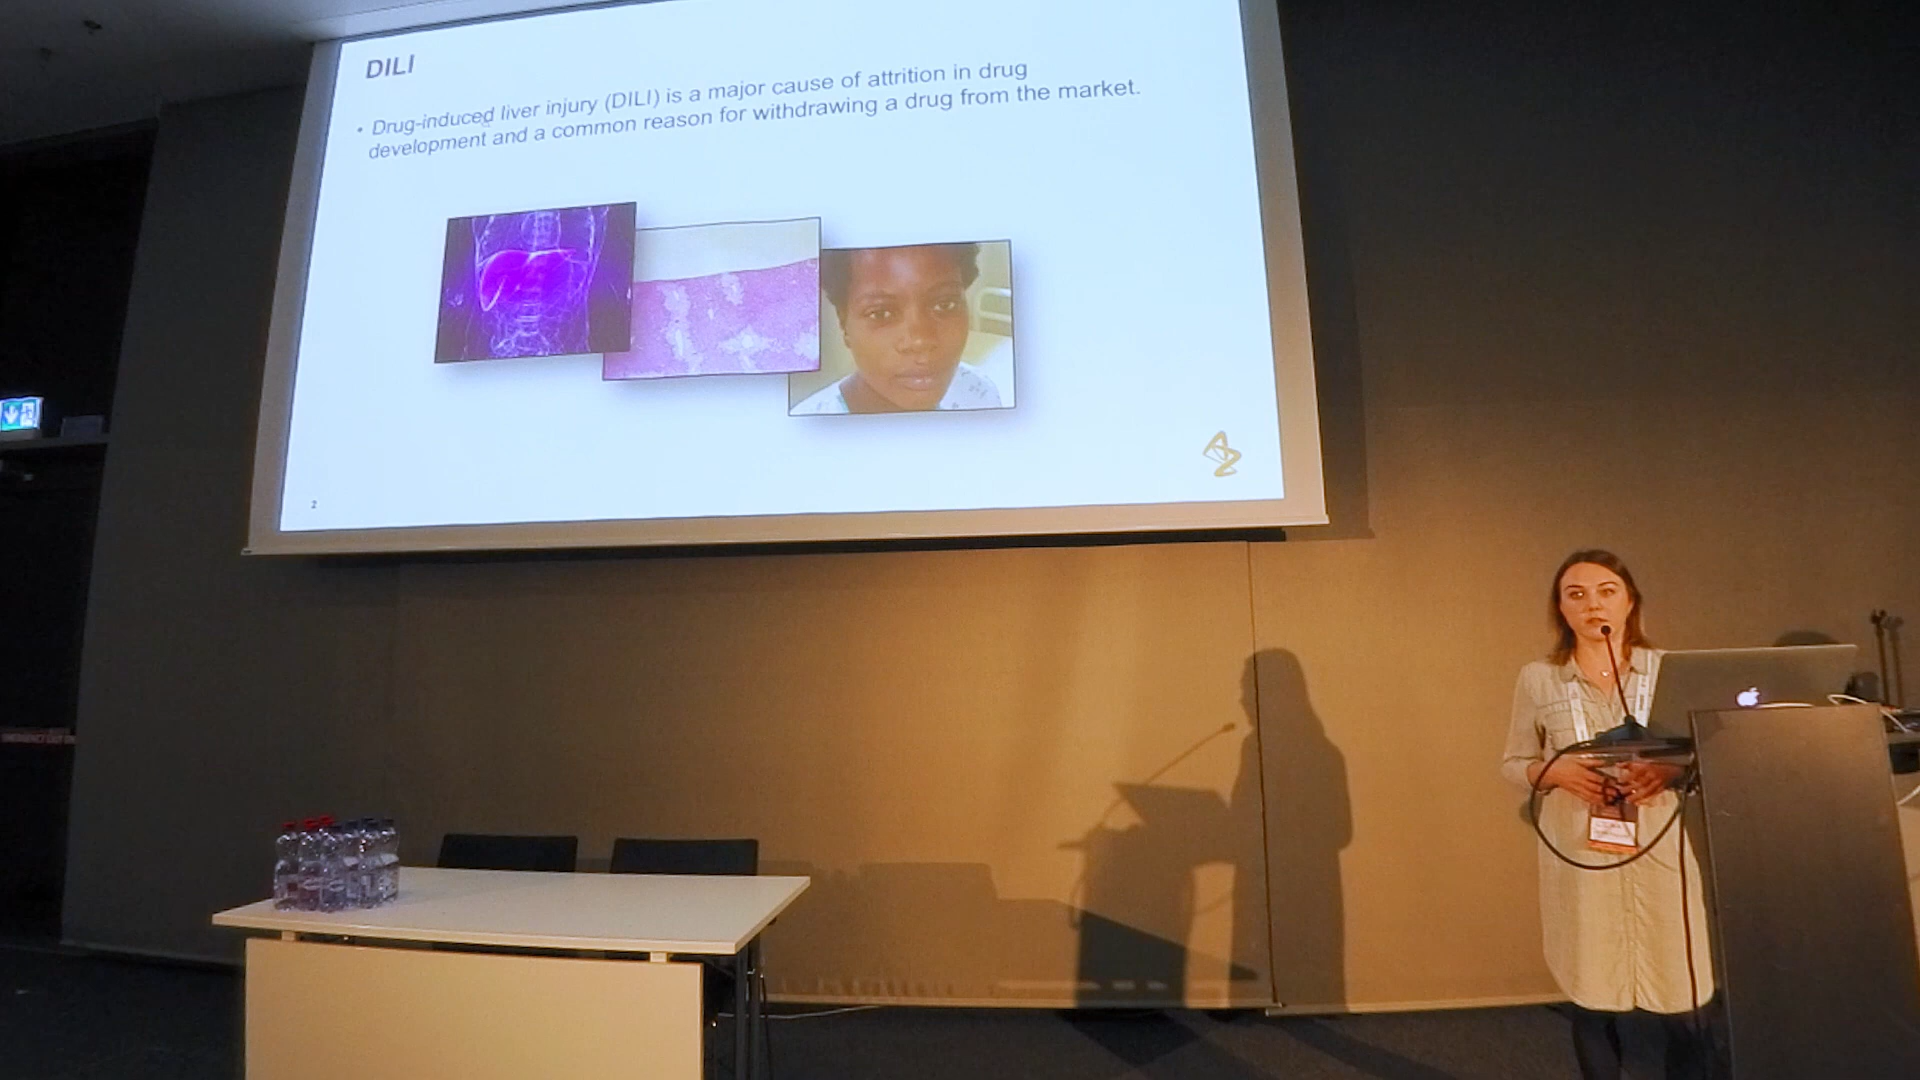 DILI
• Drug-induced liver injury (DILI) is a major cause of attrition in drug
development and a common reason for withdrawing a drug from the market.
2